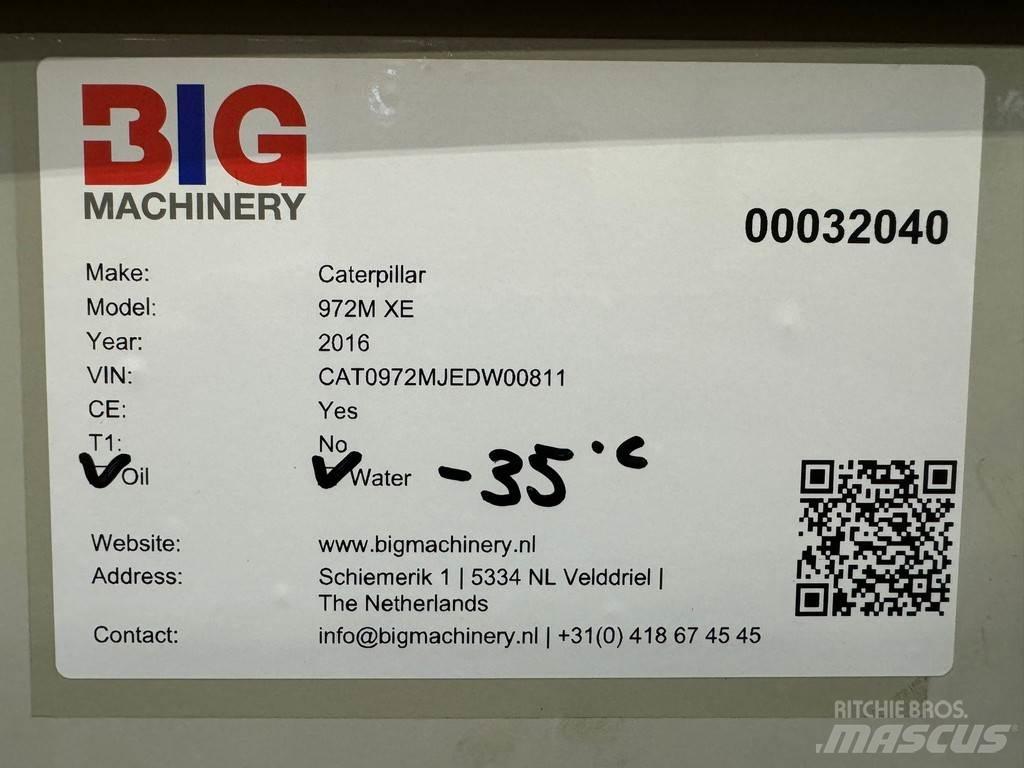 BIG
MACHINERY
00032040
Make: Caterpillar
Model: 972M XE
Year: 2016
VIN: CAT0972MJEDW00811
CE: Yes
T1: No
Oil Water -35 °C
Website: www.bigmachinery.nl
Address: Schiemerik 1 | 5334 NL Velddriel |
The Netherlands
Contact: info@bigmachinery.nl | +31(0) 418 67 45 45
RITCHIE BROS.
MASCUS